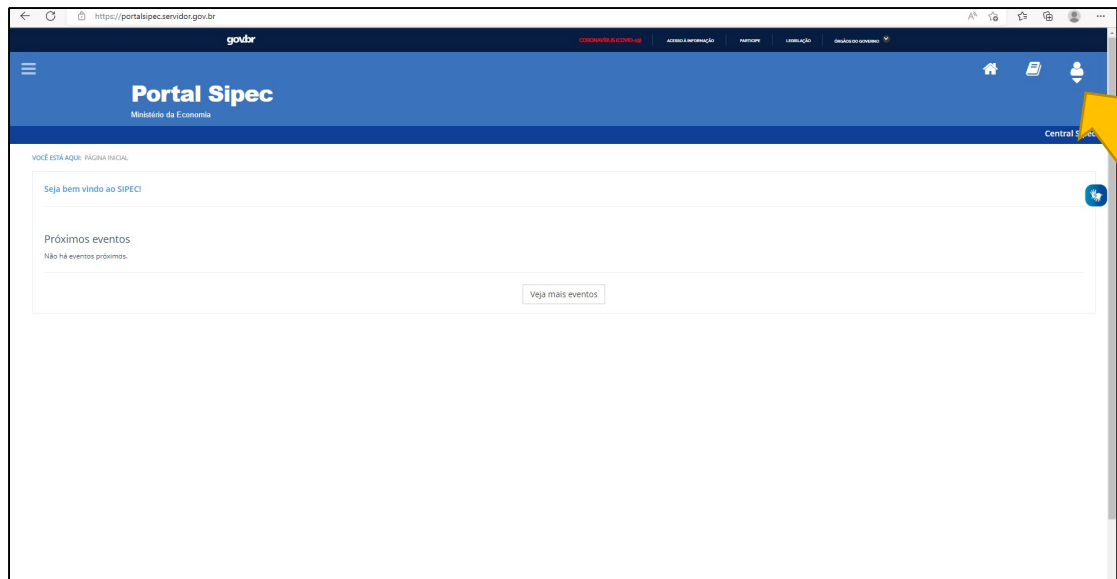 https://portalsipec.servidor.gov.br
gov.br
CORONAVÍRUS (COVID-19)
ACESSO À INFORMAÇÃO
PARTICIPE
LEGISLAÇÃO
ÓRGÃOS DO GOVERNO
Portal Sipec
Ministério da Economia
Central Sipec
VOCÊ ESTÁ AQUI: PÁGINA INICIAL
Seja bem vindo ao SIPEC!
Próximos eventos
Não há eventos próximos.
Veja mais eventos